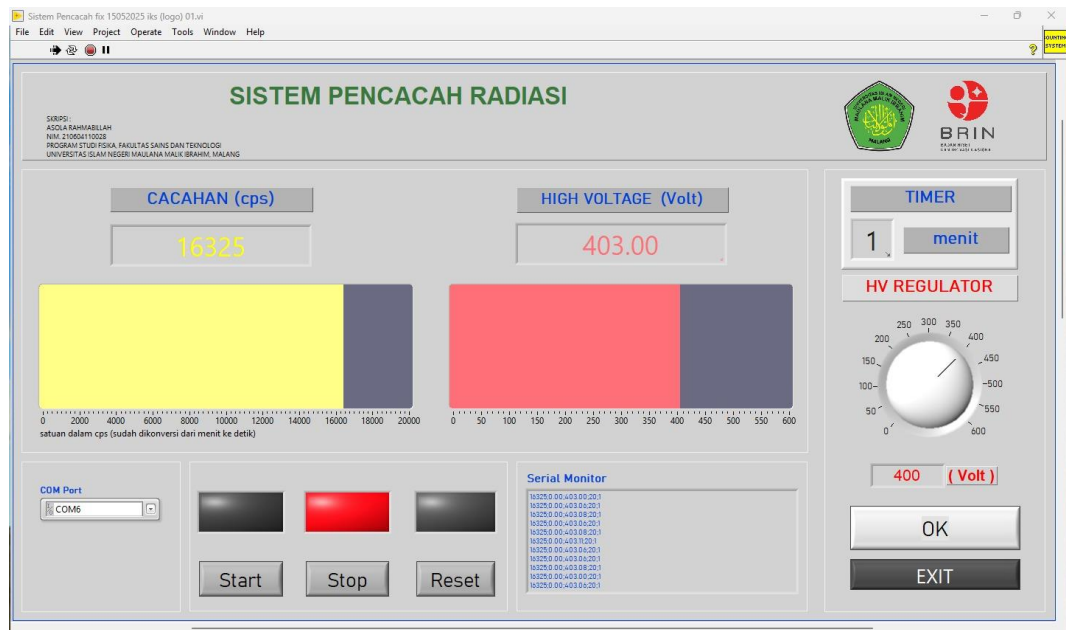 Sistem Pencacah fix 15052025 iks (logo) 01.vi
File Edit View Project Operate Tools Window Help
SYSTEM
SISTEM PENCACAH RADIASI
SKRIPSI :
ASOLA RAHMABILLAH
NIM. 210604110028
PROGRAM STUDI FISIKA, FAKULTAS SAINS DAN TEKNOLOGI
UNIVERSITAS ISLAM NEGERI MAULANA MALIK IBRAHIM, MALANG
BRIN
CACAHAN (cps)
HIGH VOLTAGE (Volt)
TIMER
16325
403.00
1 menit
HV REGULATOR
0 50 100 150 200 250 300 350 400 450 500 550 600
0 2000 4000 6000 8000 10000 12000 14000 16000 18000 20000
0 50 100 150 200 250 300 350 400 450 500 550 600
satuan dalam cps (sudah dikonversi dari menit ke detik)
400 ( Volt )
COM Port
COM6
Serial Monitor
16325;0.00;403.00;20;1
16325;0.00;403.06;20;1
16325;0.00;403.08;20;1
16325;0.00;403.06;20;1
16325;0.00;403.08;20;1
16325;0.00;403.11;20;1
16325;0.00;403.06;20;1
16325;0.00;403.06;20;1
16325;0.00;403.08;20;1
16325;0.00;403.00;20;1
16325;0.00;403.06;20;1
Start Stop Reset
OK
EXIT